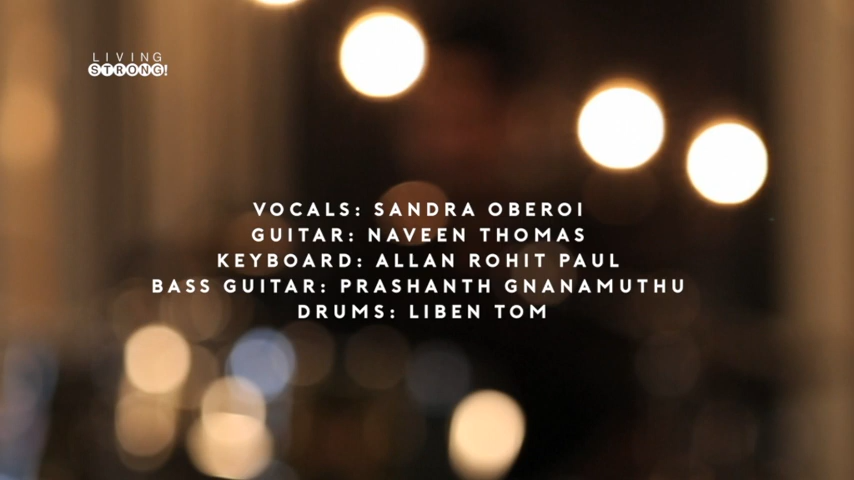 LIVING
STRONG!
VOCALS: SANDRA OBEROI
GUITAR: NAVEEN THOMAS
KEYBOARD: ALLAN ROHIT PAUL
BASS GUITAR: PRASHANTH GNANAMUTHU
DRUMS: LIBEN TOM